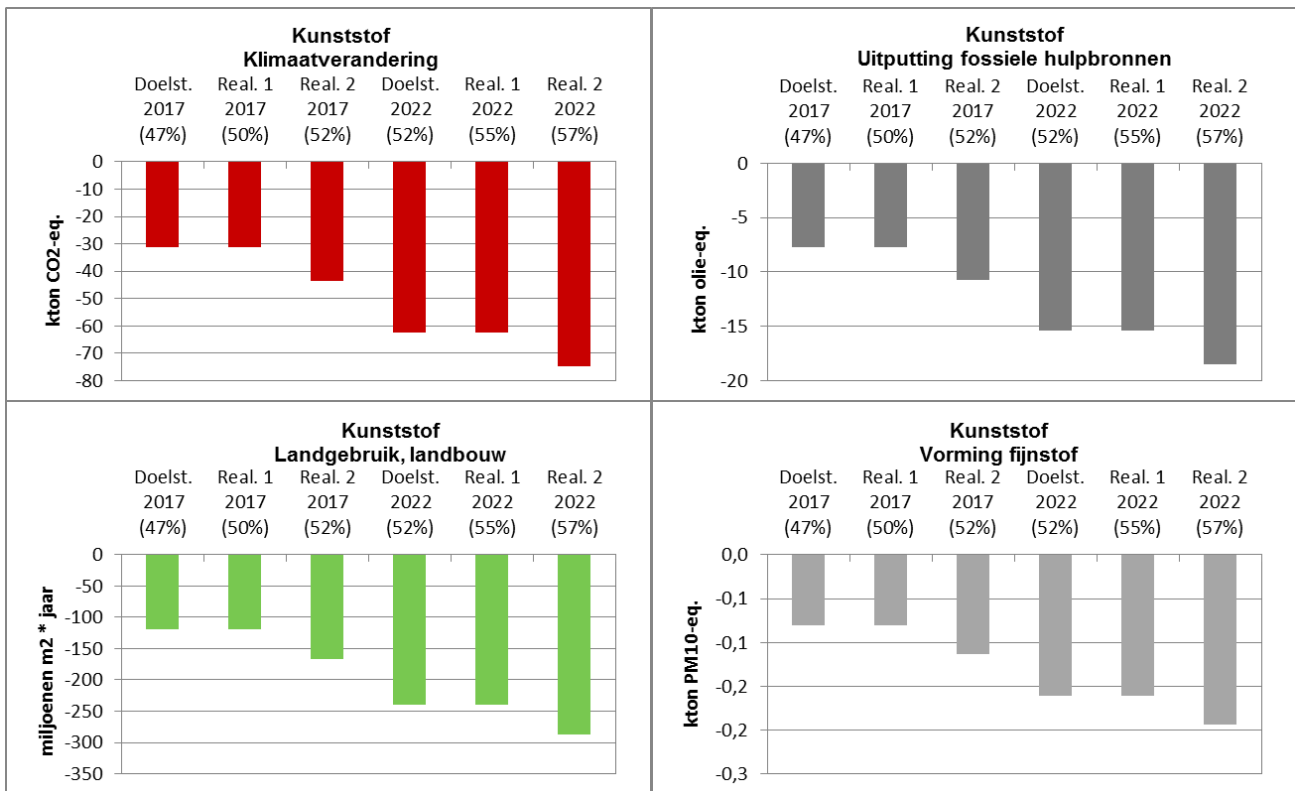 Kunststof
Klimaatverandering
Doelst. Real. 1 Real. 2 Doelst. Real. 1 Real. 2
2017 2017 2017 2022 2022 2022
(47%) (50%) (52%) (52%) (55%) (57%)
0
-10
-20
-30
-40
-50
-60
-70
-80
kton CO2-eq.
Kunststof
Uitputting fossiele hulpbronnen
Doelst. Real. 1 Real. 2 Doelst. Real. 1 Real. 2
2017 2017 2017 2022 2022 2022
(47%) (50%) (52%) (52%) (55%) (57%)
0
-5
-10
-15
-20
kton olie-eq.
Kunststof
Landgebruik, landbouw
Doelst. Real. 1 Real. 2 Doelst. Real. 1 Real. 2
2017 2017 2017 2022 2022 2022
(47%) (50%) (52%) (52%) (55%) (57%)
0
-50
-100
-150
-200
-250
-300
-350
miljoenen m2 * jaar
Kunststof
Vorming fijnstof
Doelst. Real. 1 Real. 2 Doelst. Real. 1 Real. 2
2017 2017 2017 2022 2022 2022
(47%) (50%) (52%) (52%) (55%) (57%)
0,0
-0,1
-0,1
-0,2
-0,2
-0,3
kton PM10-eq.